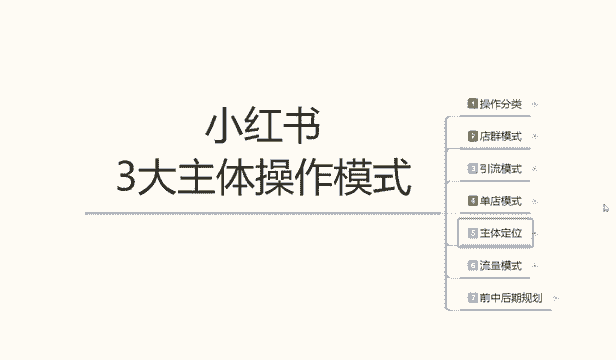 小红书
3大主体操作模式
1 操作分类
2 店群模式
3 引流模式
4 单店模式
5 主体定位
6 流量模式
7 前中后期规划